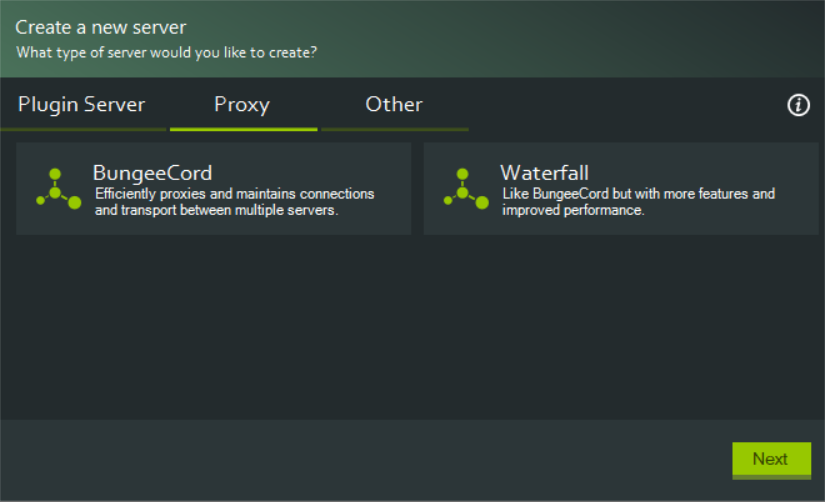 Create a new server
What type of server would you like to create?
Plugin Server
Proxy
Other
BungeeCord
Efficiently proxies and maintains connections
and transport between multiple servers.
Waterfall
Like BungeeCord but with more features and
improved performance.
Next